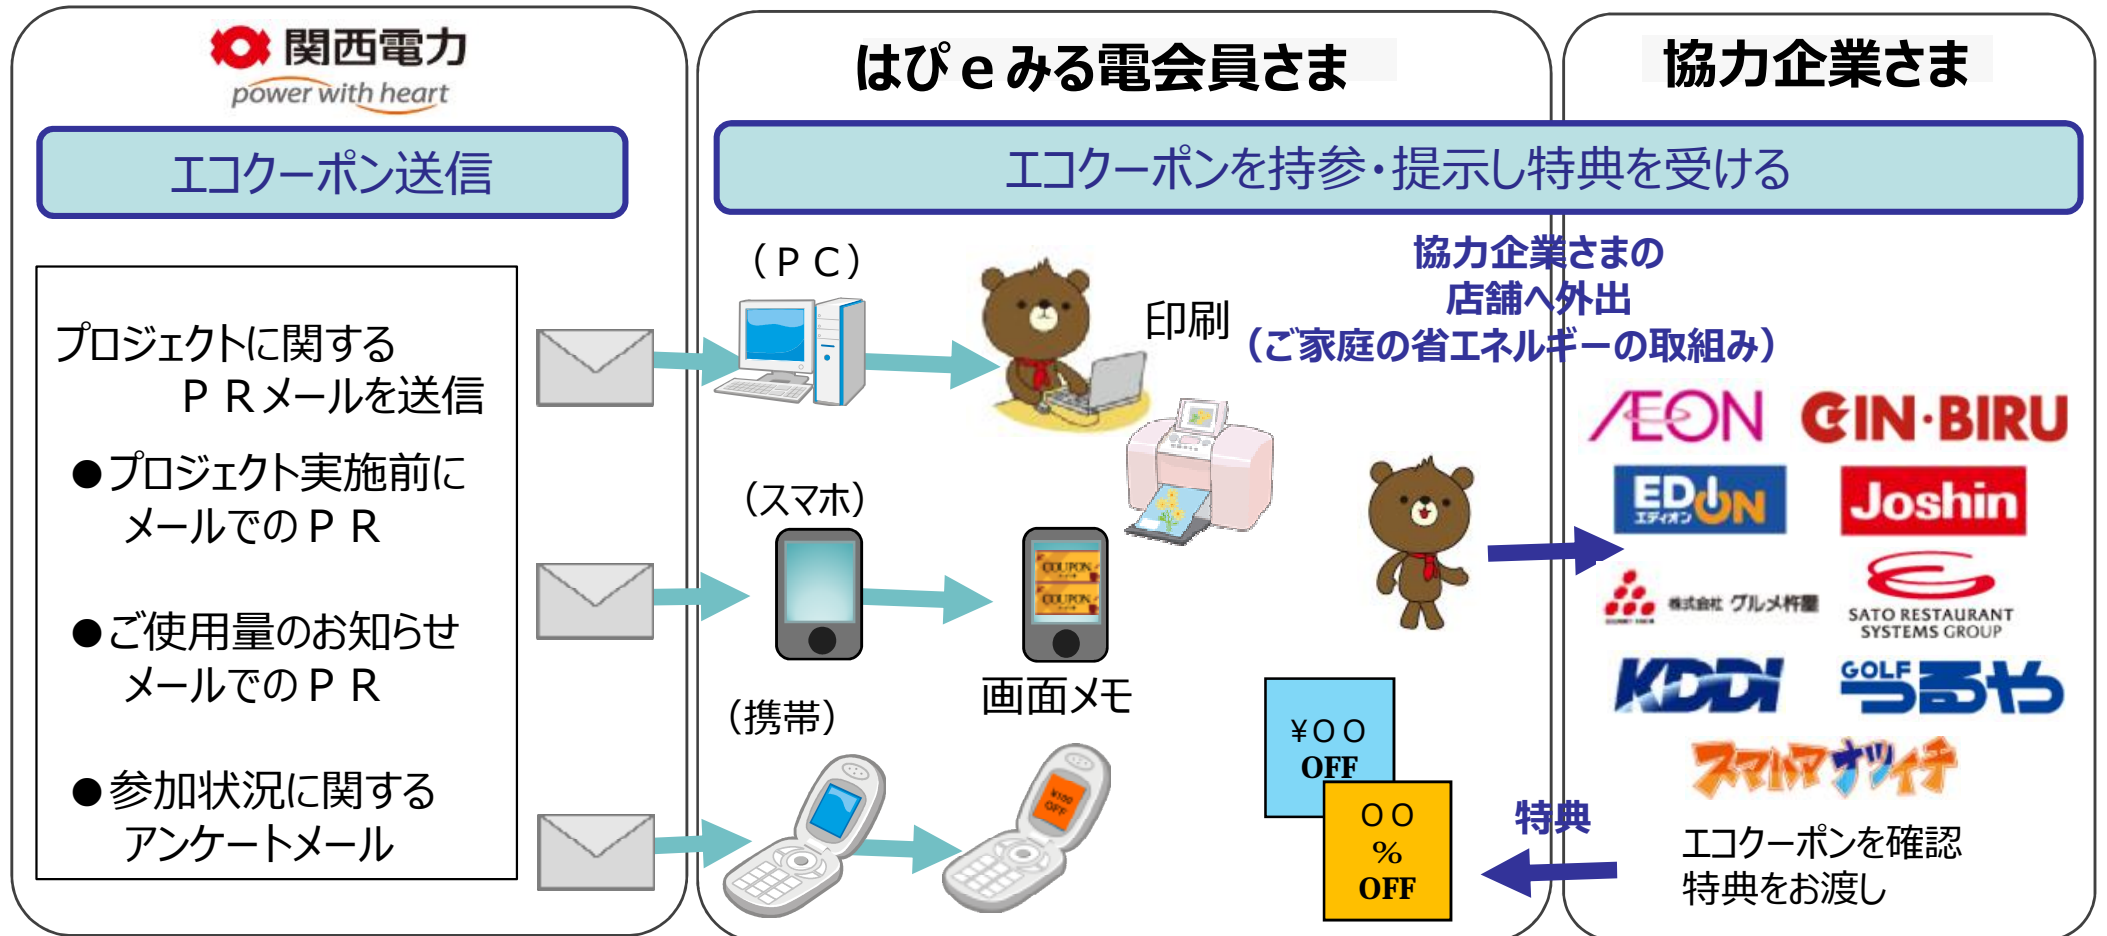 関西電力
power with heart
エコクーポン送信
プロジェクトに関する
ＰＲメールを送信
●プロジェクト実施前に
メールでのＰＲ
●ご使用量のお知らせ
メールでのＰＲ
●参加状況に関する
アンケートメール
はぴｅみる電会員さま
協力企業さま
エコクーポンを持参・提示し特典を受ける
（ＰＣ）
印刷
（スマホ）
COUPON
COUPON
画面メモ
（携帯）
¥100
OFF
協力企業さまの
店舗へ外出
（ご家庭の省エネルギーの取組み）
¥○○
OFF
○○
%
OFF
特典
ÆON
GIN・BIRU
EDION
エディオン
Joshin
株式会社 グルメ杵屋
SATO RESTAURANT
SYSTEMS GROUP
KDDI
GOLF
つるや
スマhマ ナツイチ
エコクーポンを確認
特典をお渡し